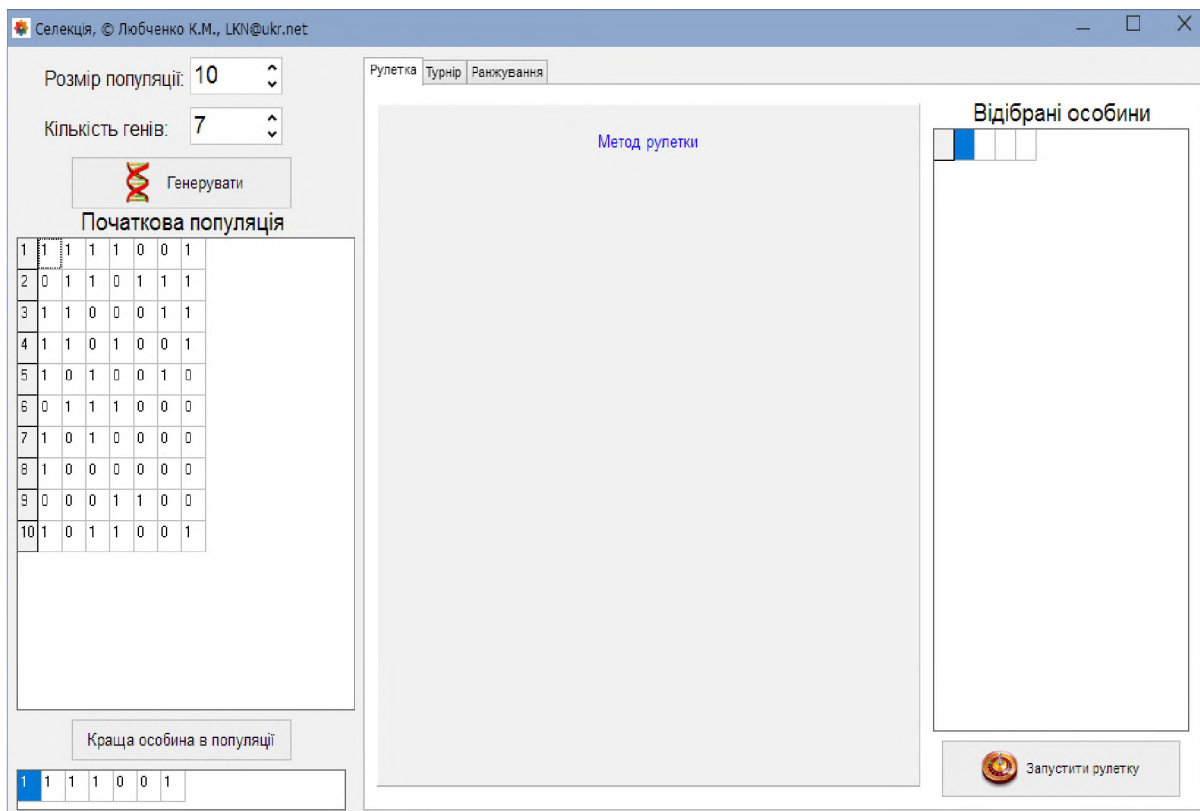 Селекція, © Любченко К.М., LKN@ukr.net
Розмір популяції: 10
Кількість генів: 7
Генерувати
Початкова популяція
1 1 1 1 1 0 0 1
2 0 1 1 0 1 1 1
3 1 1 0 0 0 1 1
4 1 1 0 1 0 0 1
5 1 0 1 0 0 1 0
6 0 1 1 1 0 0 0
7 1 0 1 0 0 0 0
8 1 0 0 0 0 0 0
9 0 0 0 1 1 0 0
10 1 0 1 1 0 0 1
Краща особина в популяції
1 1 1 1 0 0 1
Рулетка Турнір Ранжування
Метод рулетки
Відібрані особини
Запустити рулетку